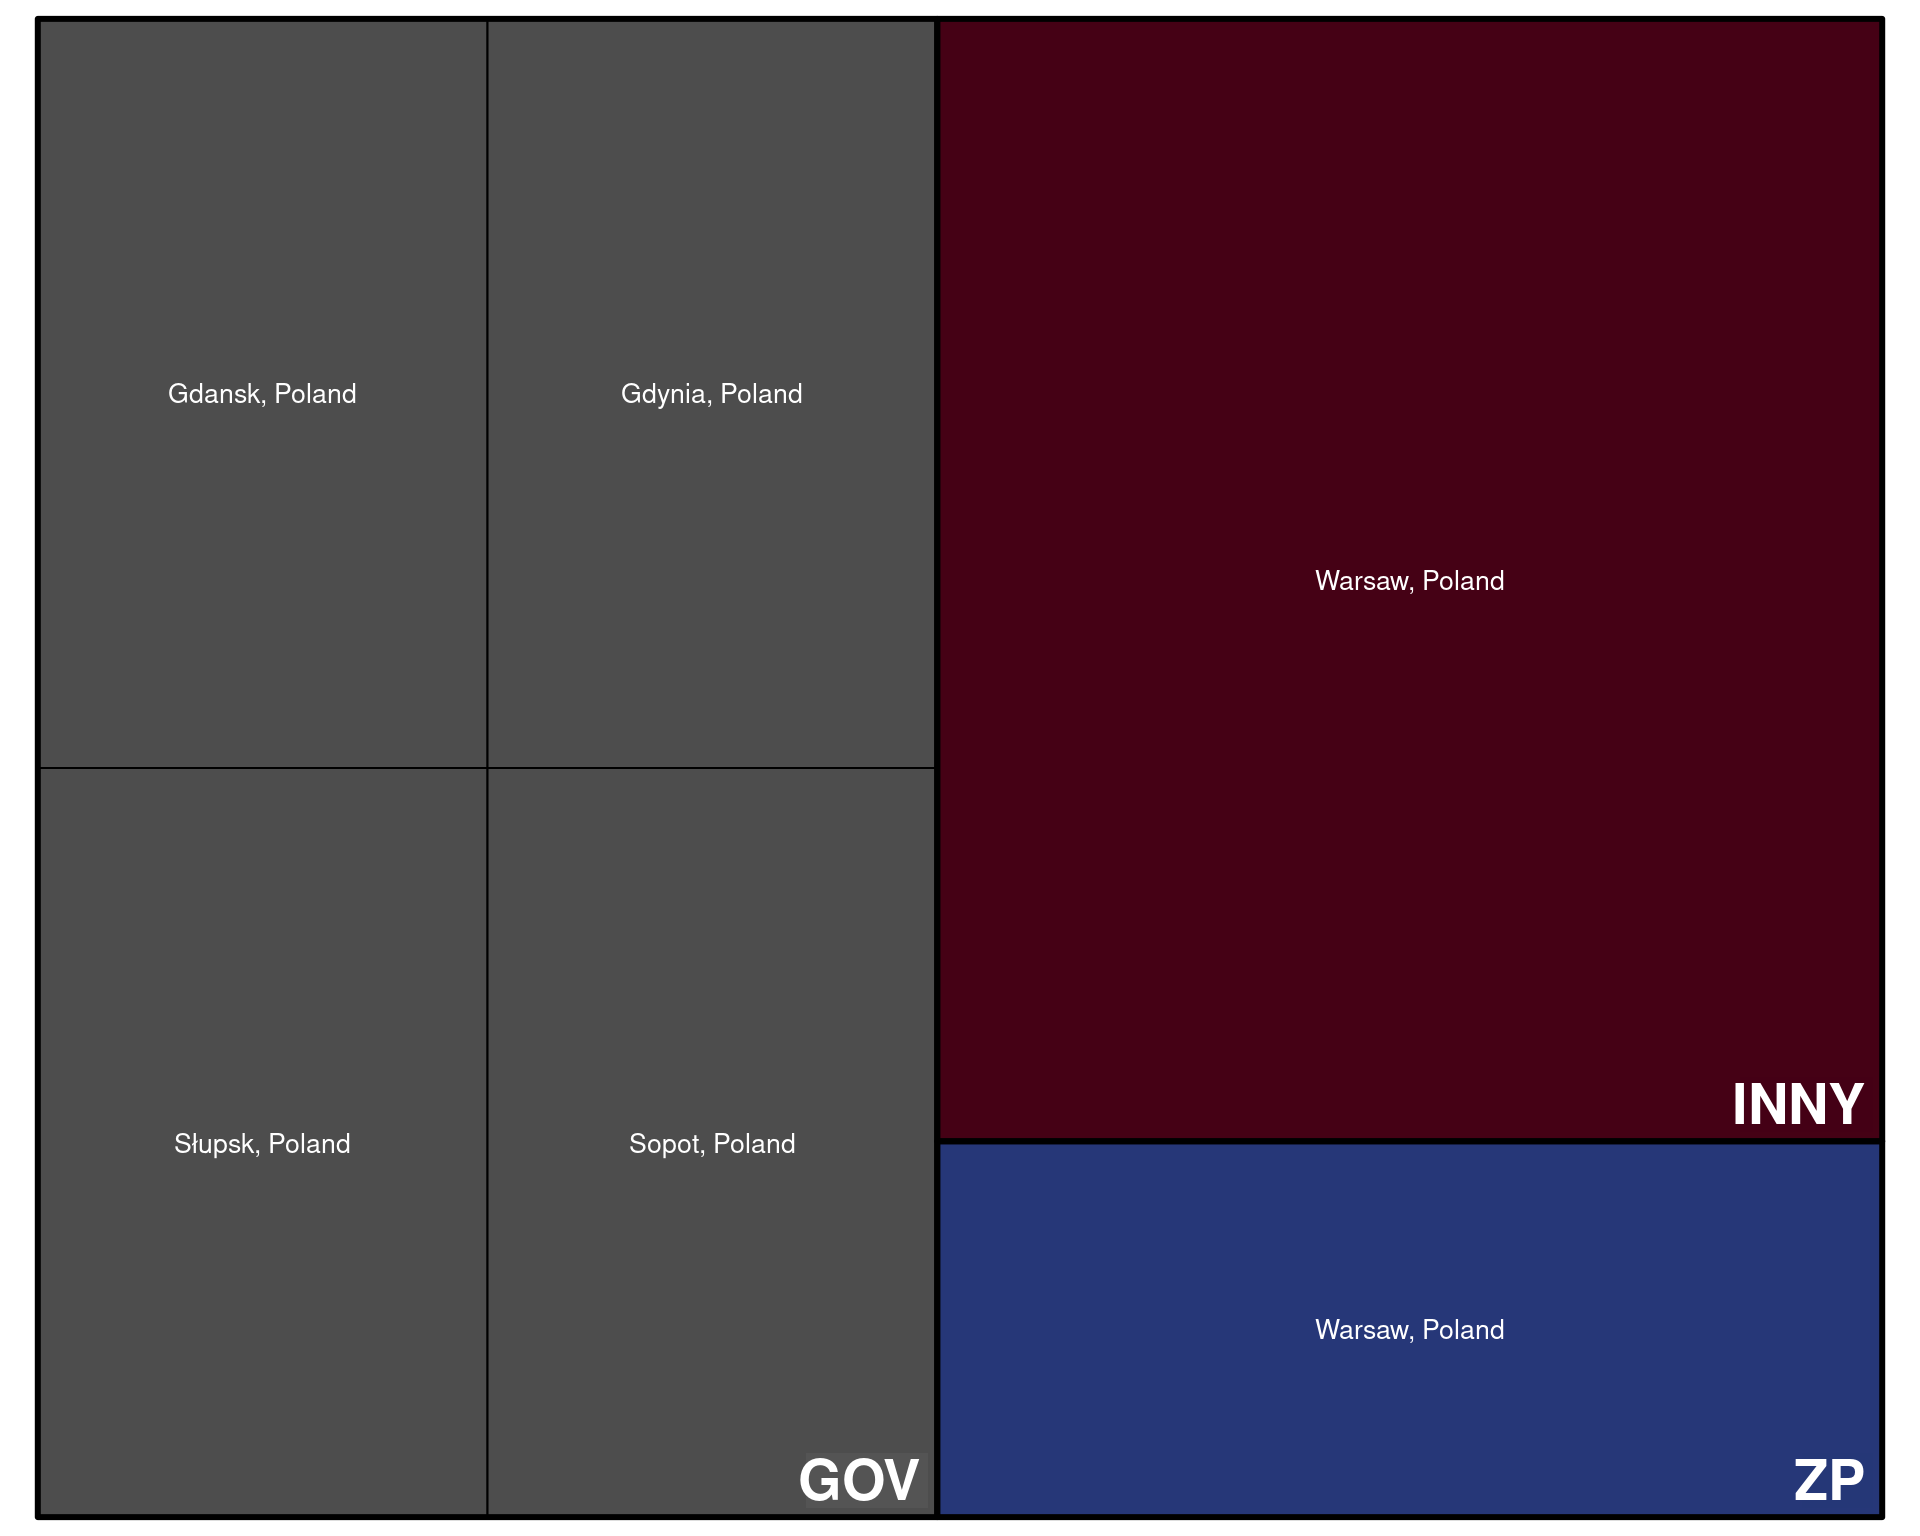 Gdansk, Poland
Gdynia, Poland
Słupsk, Poland
Sopot, Poland
GOV
Warsaw, Poland
INNY
Warsaw, Poland
ZP